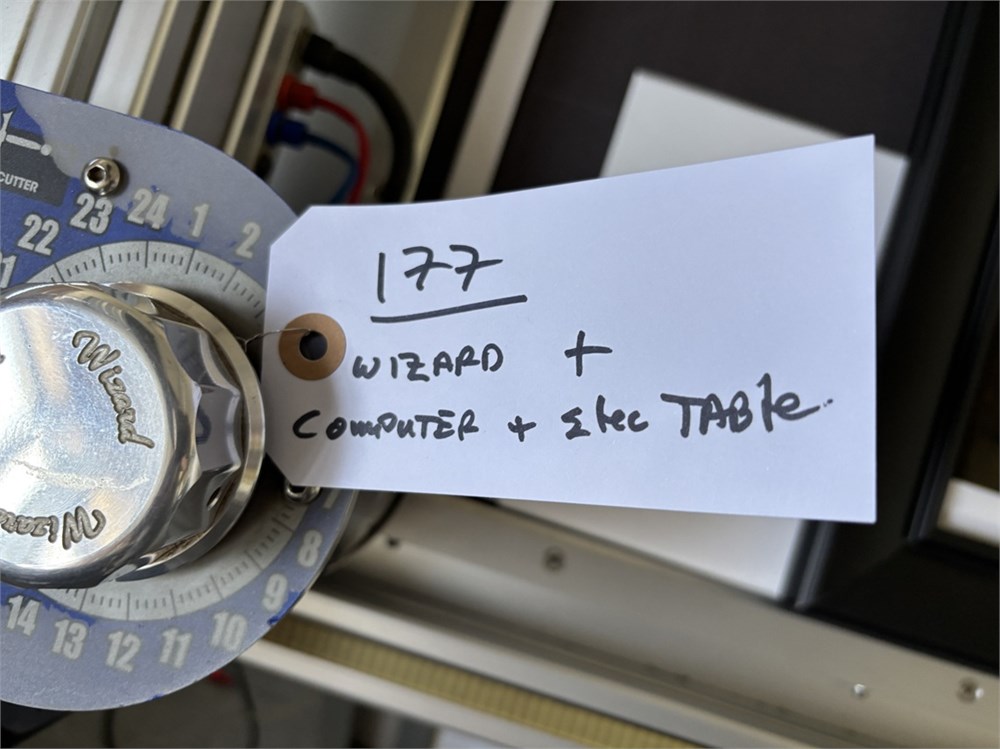 177
WIZARD +
COMPUTER + Elec TABle.
CUTTER
22 23 24 1 2
Wizard
Wizard
14 13 12 11 10 9 8